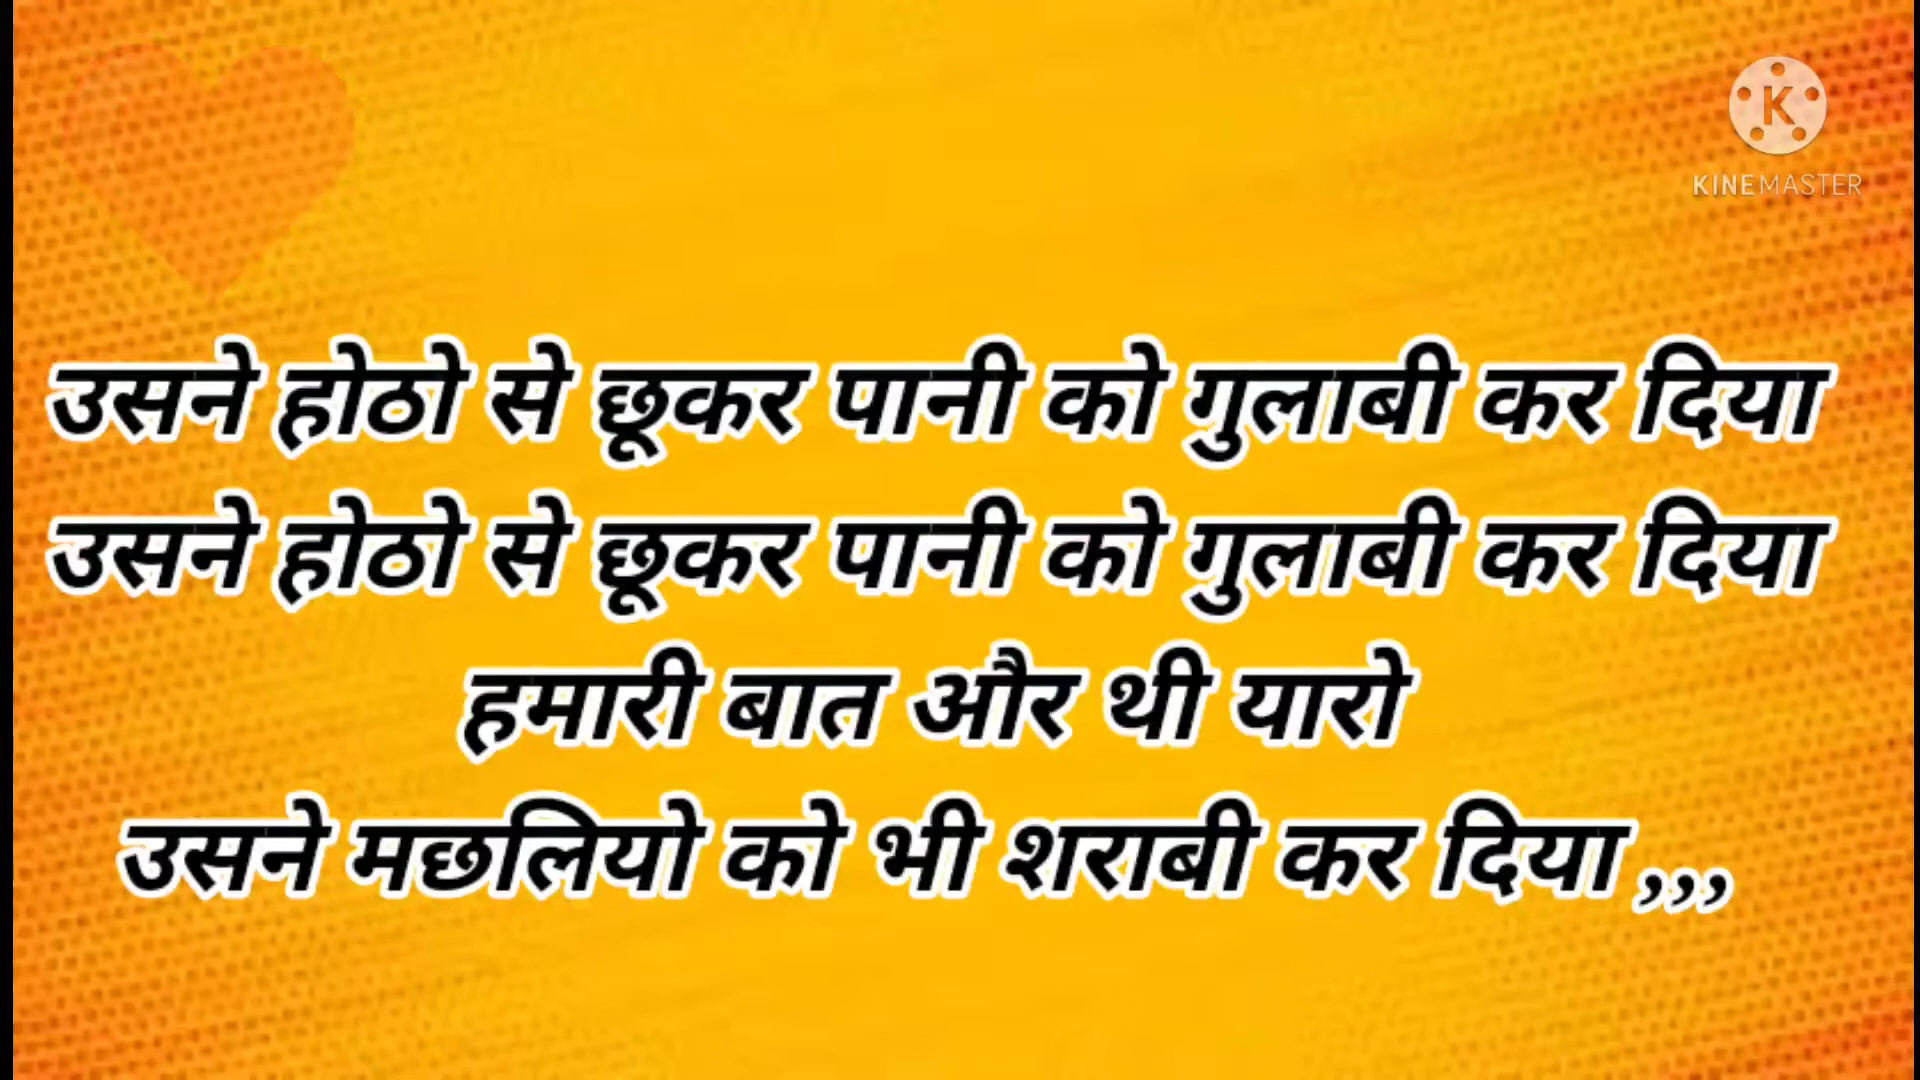 K
KINEMASTER
उसने होठो से छूकर पानी को गुलाबी कर दिया
उसने होठो से छूकर पानी को गुलाबी कर दिया
हमारी बात और थी यारो
उसने मछलियो को भी शराबी कर दिया ,,,